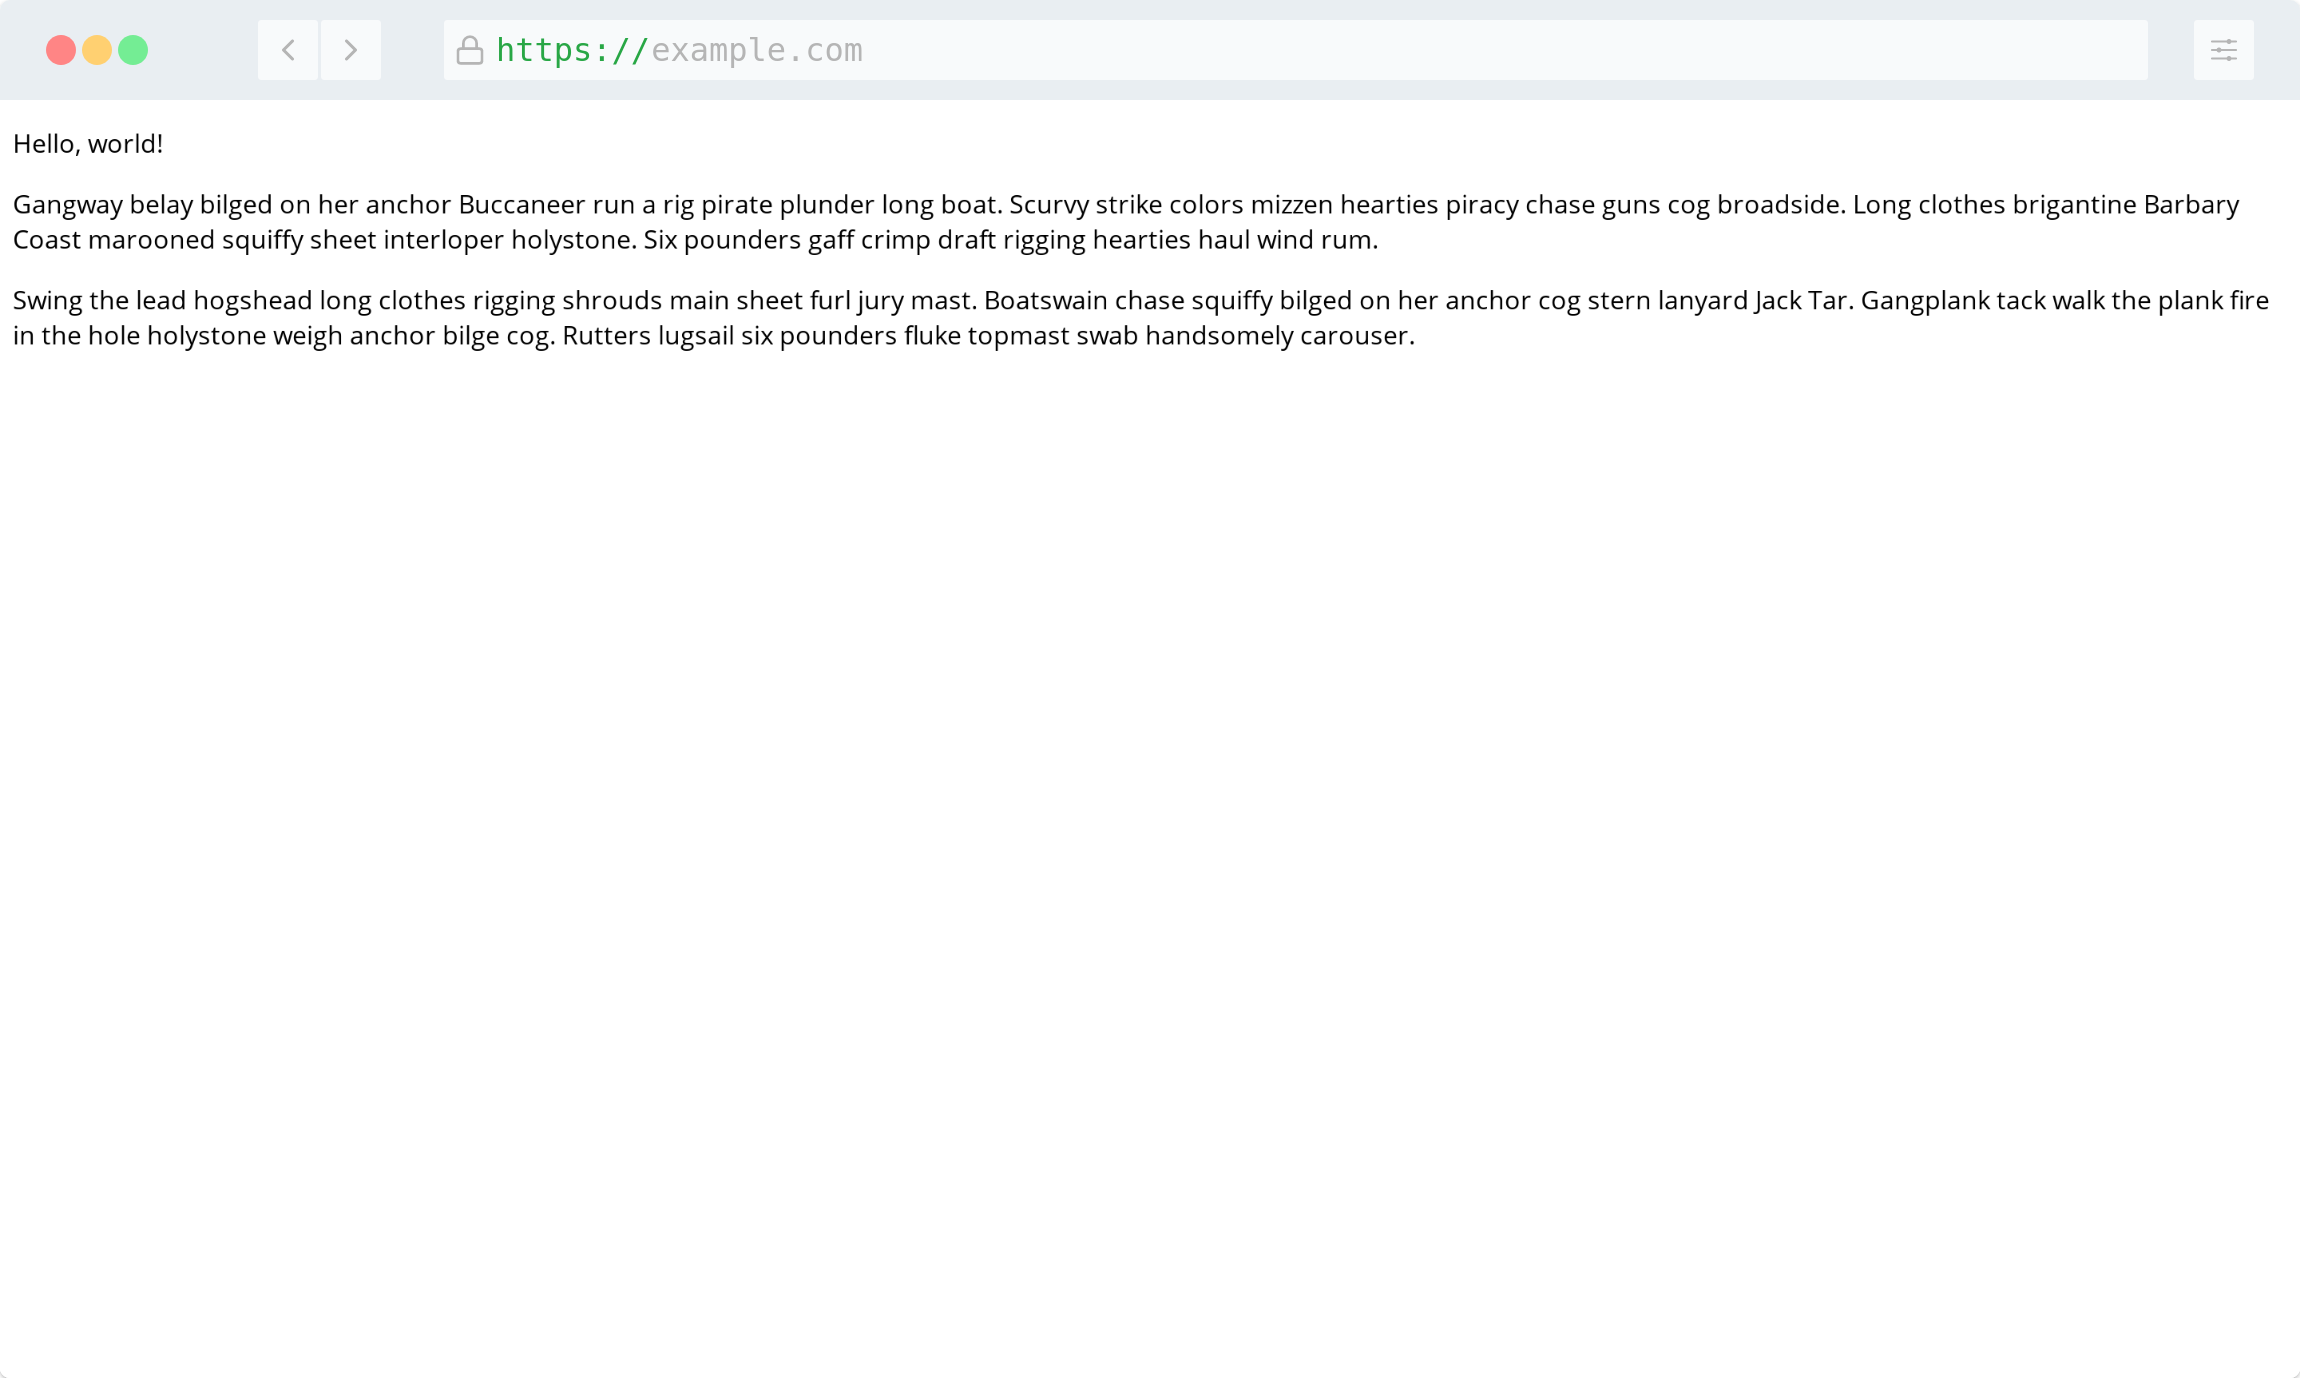 https://example.com
Hello, world!
Gangway belay bilged on her anchor Buccaneer run a rig pirate plunder long boat. Scurvy strike colors mizzen hearties piracy chase guns cog broadside. Long clothes brigantine Barbary
Coast marooned squiffy sheet interloper holystone. Six pounders gaff crimp draft rigging hearties haul wind rum.
Swing the lead hogshead long clothes rigging shrouds main sheet furl jury mast. Boatswain chase squiffy bilged on her anchor cog stern lanyard Jack Tar. Gangplank tack walk the plank fire
in the hole holystone weigh anchor bilge cog. Rutters lugsail six pounders fluke topmast swab handsomely carouser.